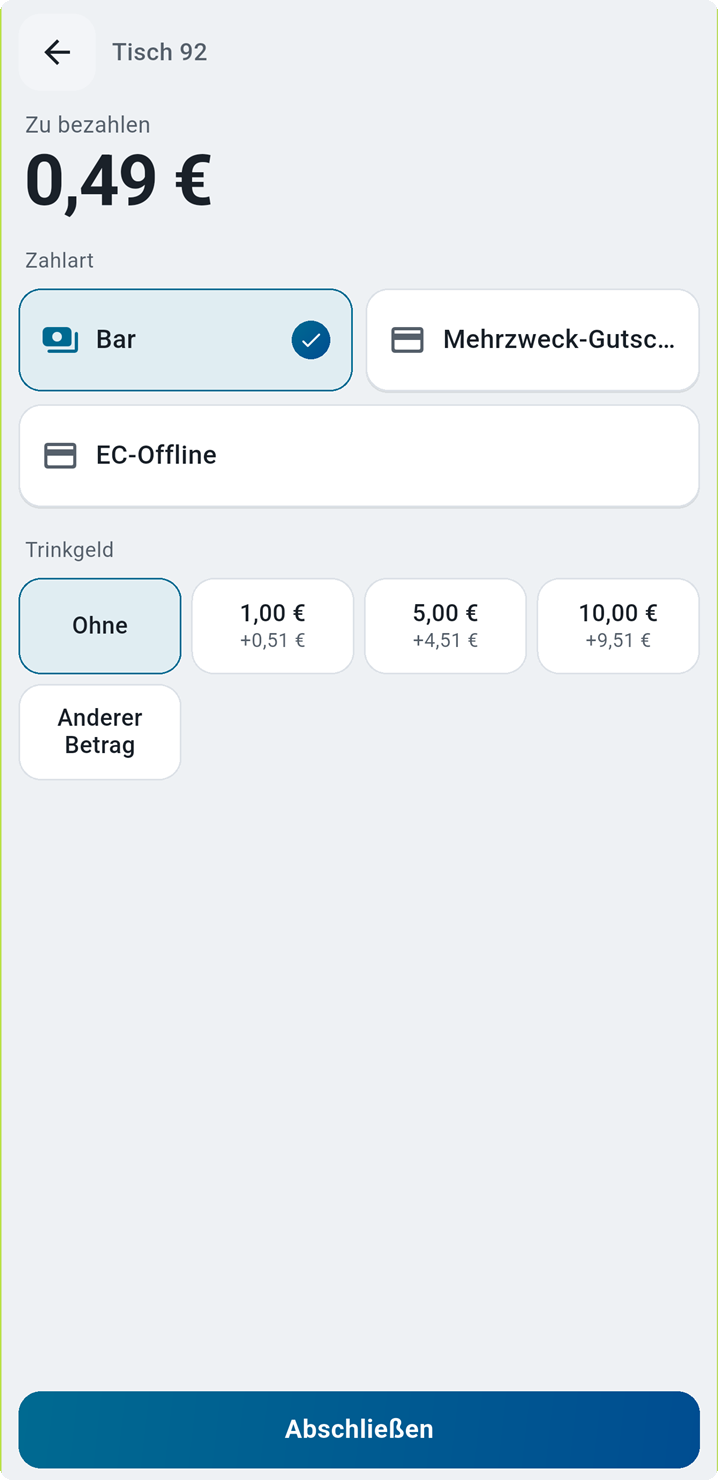 Tisch 92
Zu bezahlen
0,49 €
Zahlart
Bar
Mehrzweck-Gutsc…
EC-Offline
Trinkgeld
Ohne
1,00 €
+0,51 €
5,00 €
+4,51 €
10,00 €
+9,51 €
Anderer
Betrag
Abschließen